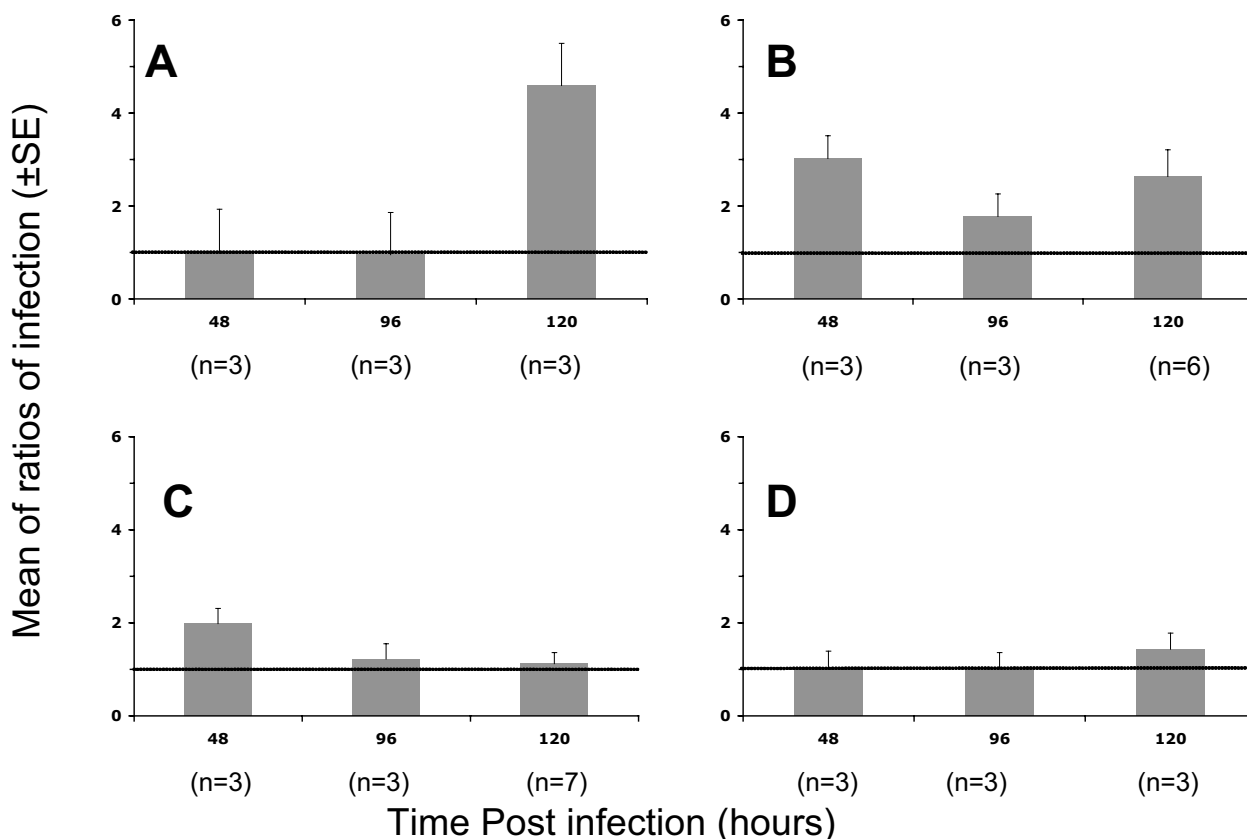 Mean of ratios of infection (±SE)
A
6
4
2
0
48 96 120
(n=3) (n=3) (n=3)
B
6
4
2
0
48 96 120
(n=3) (n=3) (n=6)
C
6
4
2
0
48 96 120
(n=3) (n=3) (n=7)
D
6
4
2
0
48 96 120
(n=3) (n=3) (n=3)
Time Post infection (hours)